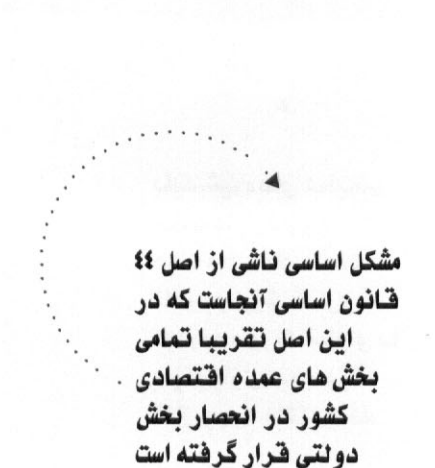 مشکل اساسی ناشی از اصل ٤٤
قانون اساسی آنجاست که در
این اصل تقریبا تمامی
بخش های عمده اقتصادی
کشور در انحصار بخش
دولتی قرار گرفته است